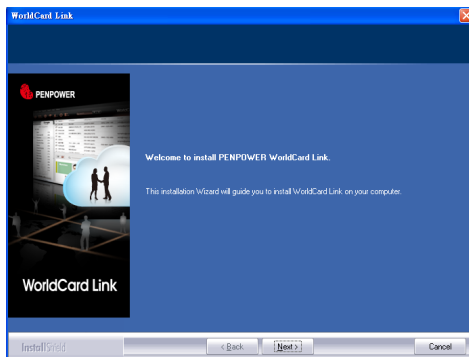 WorldCard Link
PENPOWER
Welcome to install PENPOWER WorldCard Link.
This installation Wizard will guide you to install WorldCard Link on your computer.
WorldCard Link
InstallShield
< Back
Next >
Cancel